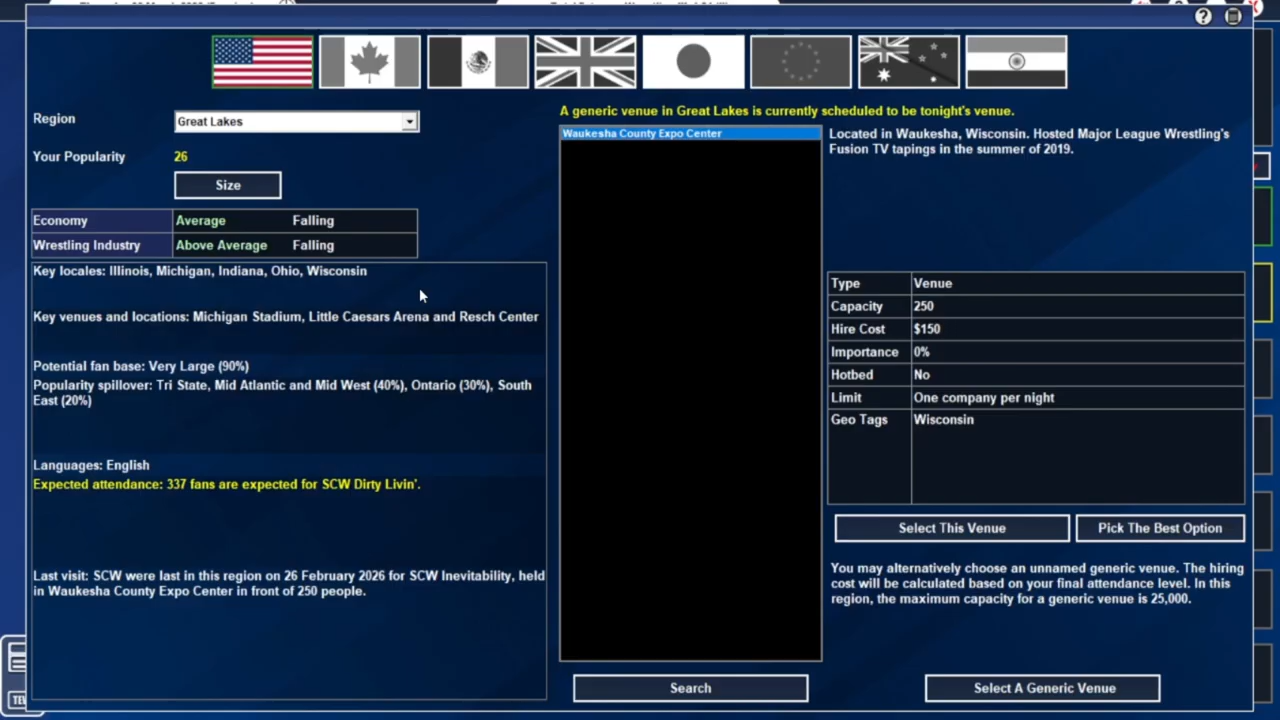 Region
Great Lakes
Your Popularity
26
Size
Economy Average Falling
Wrestling Industry Above Average Falling
Key locales: Illinois, Michigan, Indiana, Ohio, Wisconsin
Key venues and locations: Michigan Stadium, Little Caesars Arena and Resch Center
Potential fan base: Very Large (90%)
Popularity spillover: Tri State, Mid Atlantic and Mid West (40%), Ontario (30%), South
East (20%)
Languages: English
Expected attendance: 337 fans are expected for SCW Dirty Livin'.
Last visit: SCW were last in this region on 26 February 2026 for SCW Inevitability, held
in Waukesha County Expo Center in front of 250 people.
A generic venue in Great Lakes is currently scheduled to be tonight's venue.
Waukesha County Expo Center
Search
Located in Waukesha, Wisconsin. Hosted Major League Wrestling's
Fusion TV tapings in the summer of 2019.
Type Venue
Capacity 250
Hire Cost $150
Importance 0%
Hotbed No
Limit One company per night
Geo Tags Wisconsin
Select This Venue
Pick The Best Option
You may alternatively choose an unnamed generic venue. The hiring
cost will be calculated based on your final attendance level. In this
region, the maximum capacity for a generic venue is 25,000.
Select A Generic Venue